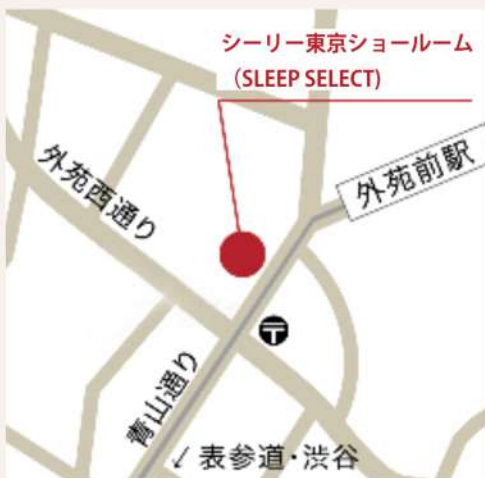 シーリー東京ショールーム
（SLEEP SELECT)
外苑西通り
外苑前駅
〒
青山通り
↙ 表参道・渋谷